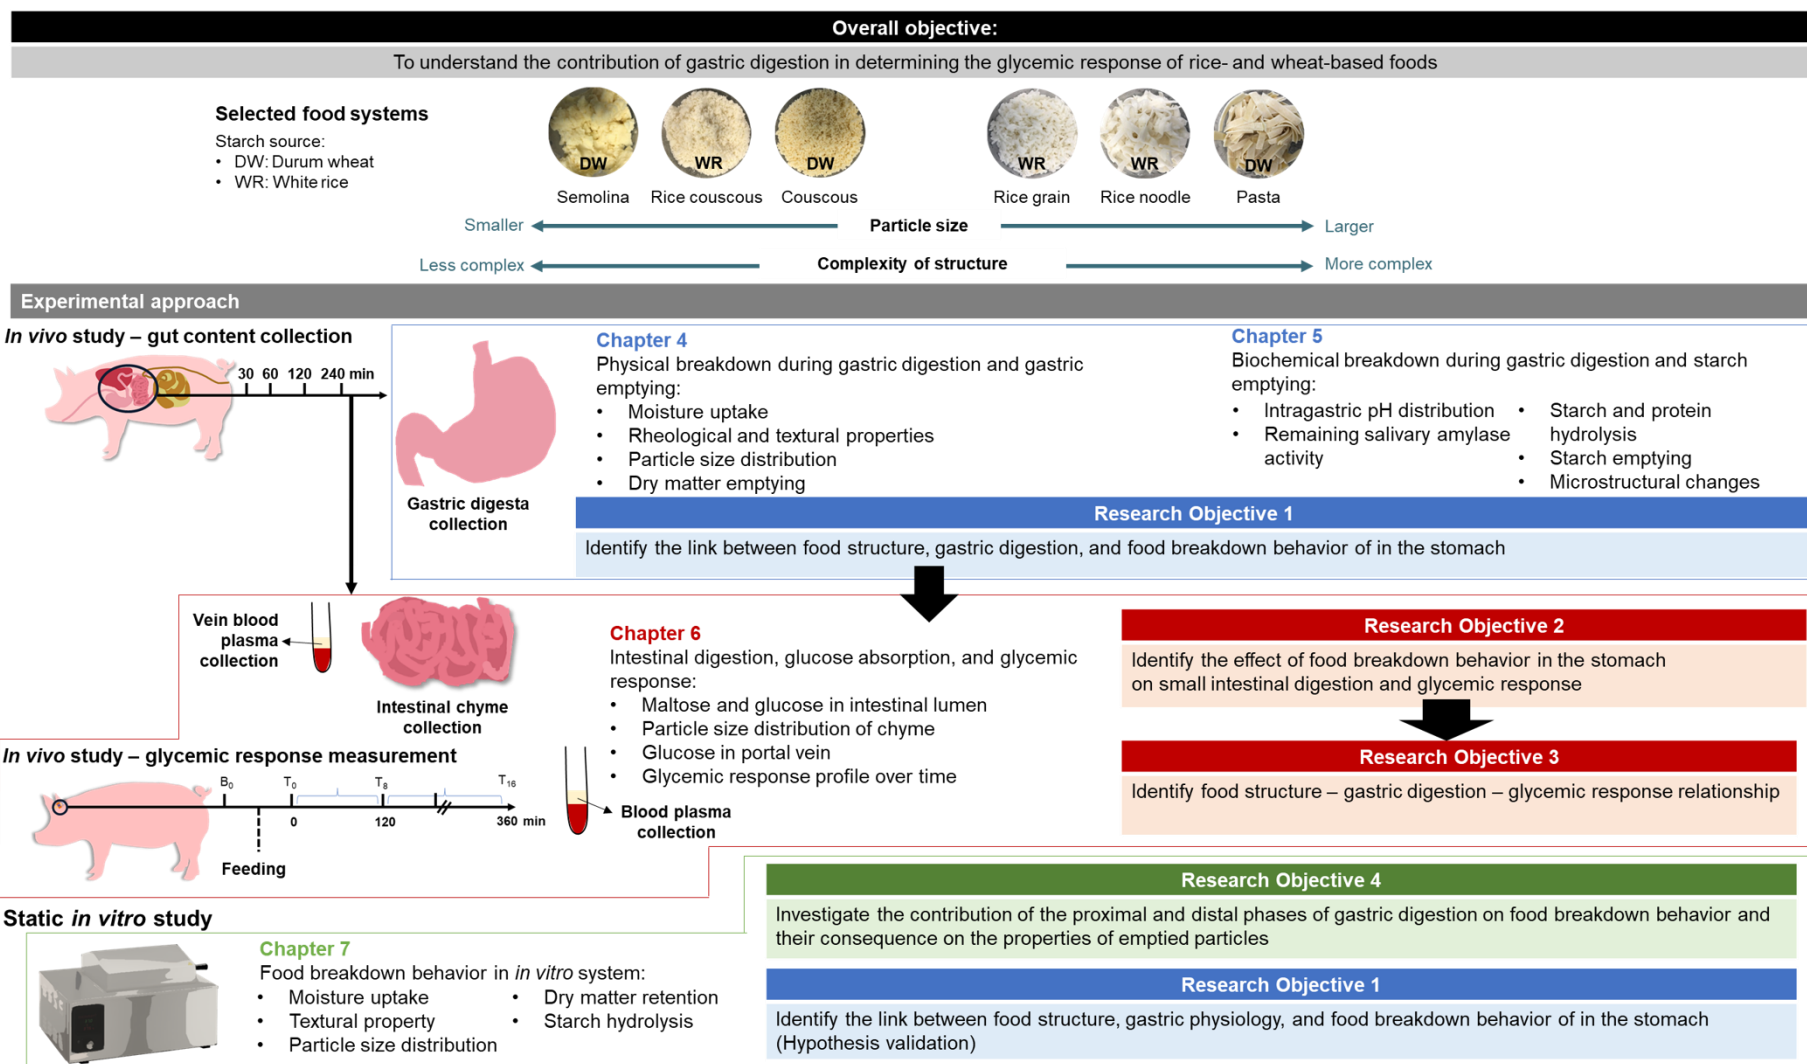 Overall objective:
To understand the contribution of gastric digestion in determining the glycemic response of rice- and wheat-based foods
Selected food systems
Starch source:
• DW: Durum wheat
• WR: White rice
DW
WR
DW
WR
WR
DW
Semolina
Rice couscous
Couscous
Rice grain
Rice noodle
Pasta
Smaller
Particle size
Larger
Less complex
Complexity of structure
More complex
Experimental approach
In vivo study – gut content collection
30 60 120 240 min
Gastric digesta
collection
Chapter 4
Physical breakdown during gastric digestion and gastric
emptying:
• Moisture uptake
• Rheological and textural properties
• Particle size distribution
• Dry matter emptying
Chapter 5
Biochemical breakdown during gastric digestion and starch
emptying:
• Intragastric pH distribution
• Remaining salivary amylase
activity
• Starch and protein
hydrolysis
• Starch emptying
• Microstructural changes
Research Objective 1
Identify the link between food structure, gastric digestion, and food breakdown behavior of in the stomach
Vein blood
plasma
collection
Intestinal chyme
collection
Chapter 6
Intestinal digestion, glucose absorption, and glycemic
response:
• Maltose and glucose in intestinal lumen
• Particle size distribution of chyme
• Glucose in portal vein
• Glycemic response profile over time
Research Objective 2
Identify the effect of food breakdown behavior in the stomach
on small intestinal digestion and glycemic response
Research Objective 3
Identify food structure – gastric digestion – glycemic response relationship
In vivo study – glycemic response measurement
B0 T0 T8 T16
0 120 360 min
Feeding
Blood plasma
collection
Static in vitro study
Chapter 7
Food breakdown behavior in in vitro system:
• Moisture uptake
• Textural property
• Particle size distribution
• Dry matter retention
• Starch hydrolysis
Research Objective 4
Investigate the contribution of the proximal and distal phases of gastric digestion on food breakdown behavior and
their consequence on the properties of emptied particles
Research Objective 1
Identify the link between food structure, gastric physiology, and food breakdown behavior of in the stomach
(Hypothesis validation)